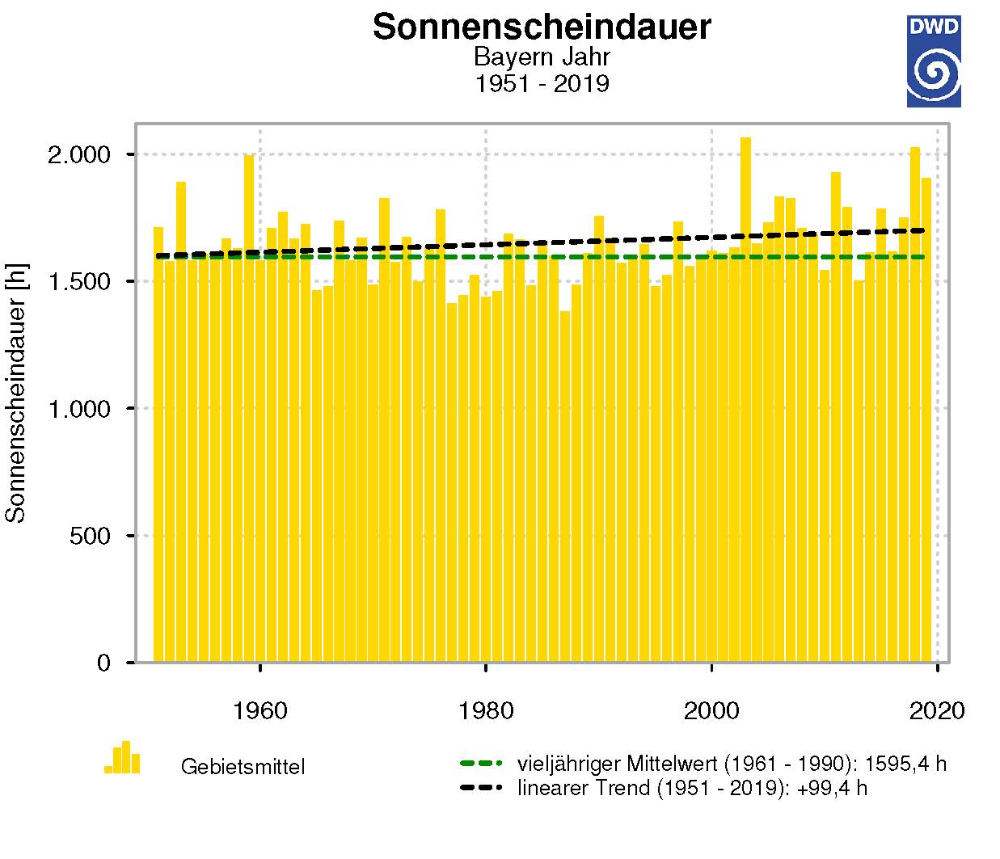 Sonnenscheindauer
Bayern Jahr
1951 - 2019
DWD
Sonnenscheindauer [h]
2.000
1.500
1.000
500
0
1960 1980 2000 2020
Gebietsmittel
vieljähriger Mittelwert (1961 - 1990): 1595,4 h
linearer Trend (1951 - 2019): +99,4 h